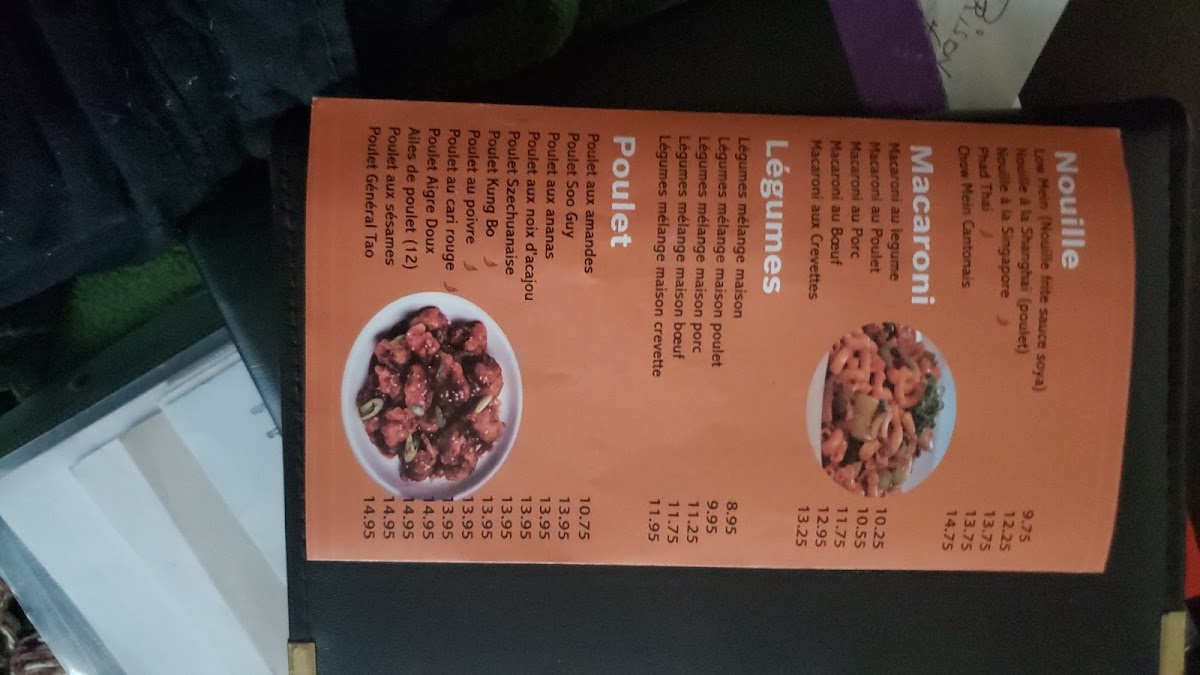 Nouille
Low Mein (Nouille frite sauce soya) 9.75
Nouille à la Shanghai (poulet) 12.25
Nouille à la Singapore 13.75
Phad Thai 13.75
Chow Mein Cantonais 14.75
Macaroni
Macaroni au legume 10.25
Macaroni au Poulet 10.55
Macaroni au Porc 11.75
Macaroni au Bœuf 12.95
Macaroni aux Crevettes 13.25
Légumes
Légumes mélange maison 8.95
Légumes mélange maison poulet 9.95
Légumes mélange maison porc 11.25
Légumes mélange maison bœuf 11.75
Légumes mélange maison crevette 11.95
Poulet
Poulet aux amandes 10.75
Poulet Soo Guy 13.95
Poulet aux ananas 13.95
Poulet aux noix d'acajou 13.95
Poulet Szechuanaise 13.95
Poulet Kung Bo 13.95
Poulet au poivre 13.95
Poulet au cari rouge 13.95
Poulet Aigre Doux 14.95
Ailes de poulet (12) 14.95
Poulet aux sésames 14.95
Poulet Général Tao 14.95